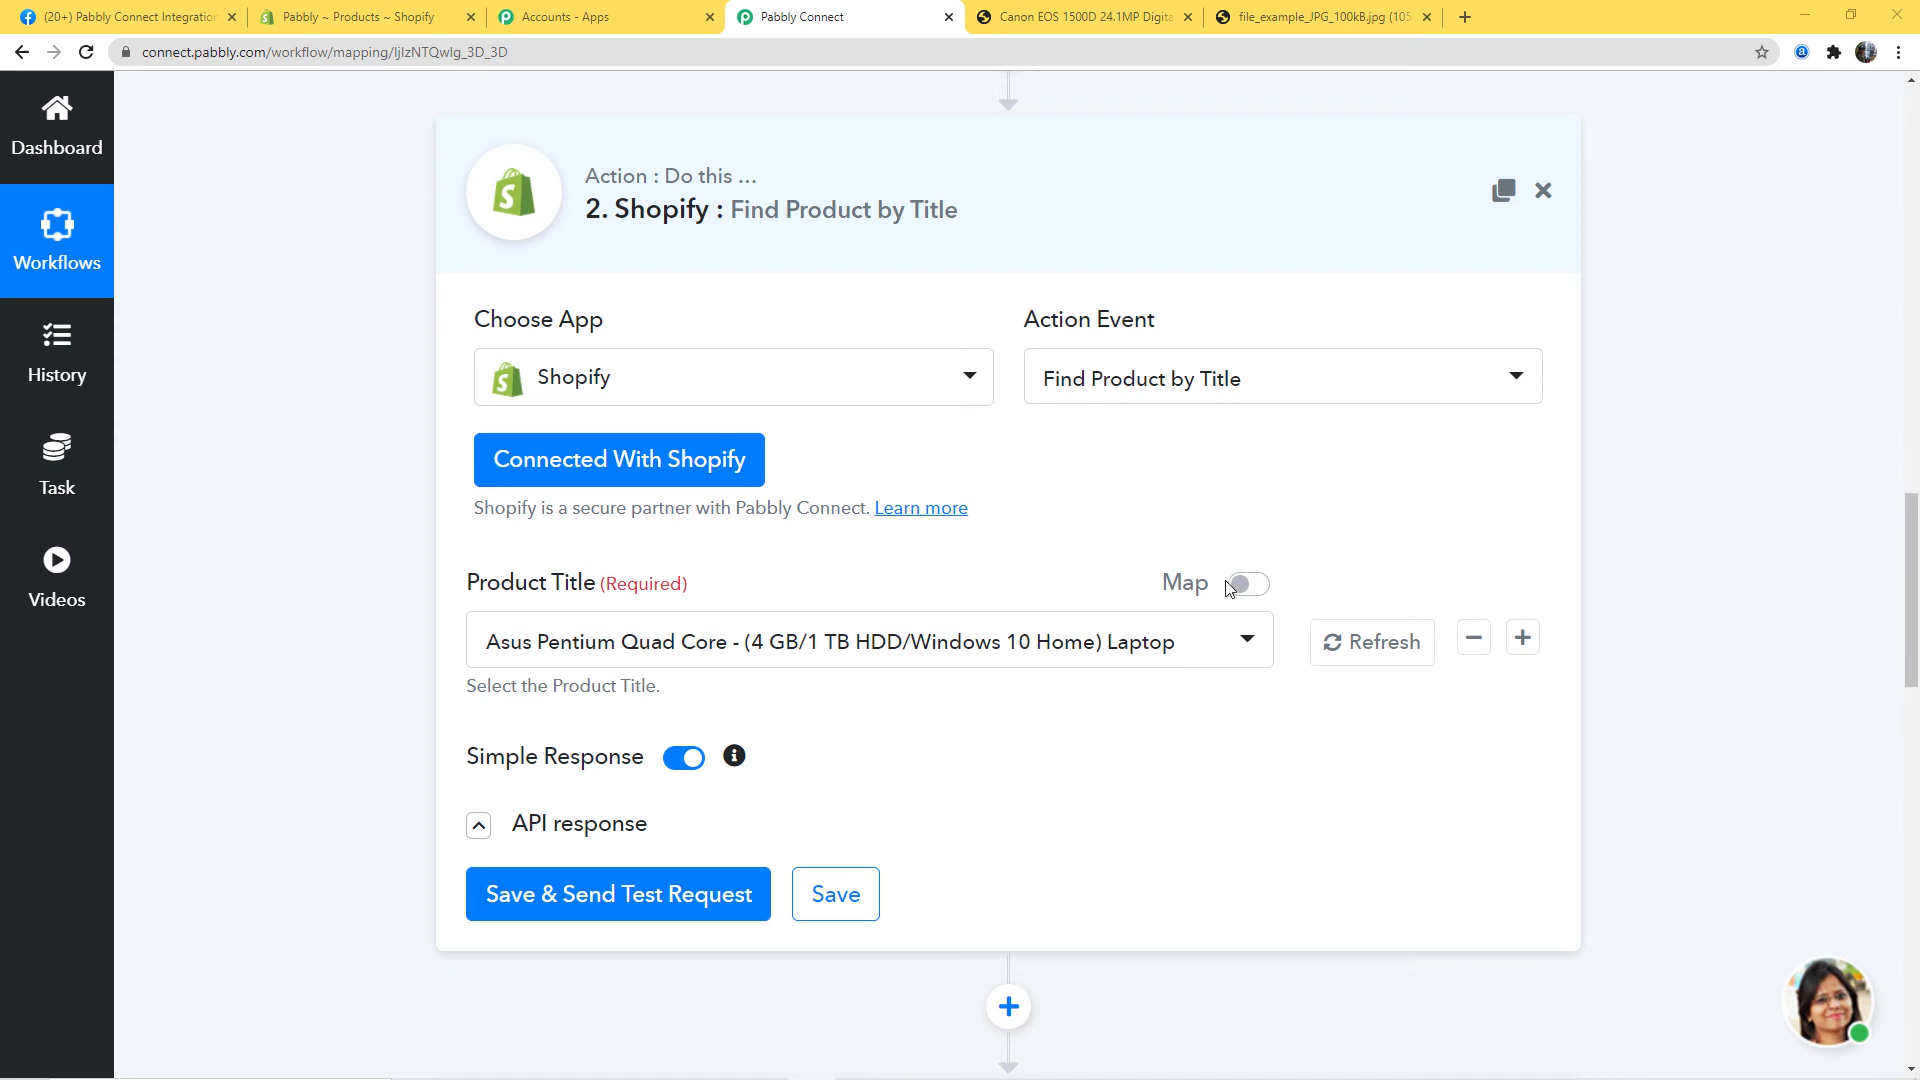 (20+) Pabbly Connect Integration
Pabbly ~ Products ~ Shopify
Accounts - Apps
Pabbly Connect
Canon EOS 1500D 24.1MP Digita
file_example_JPG_100kB.jpg (105
connect.pabbly.com/workflow/mapping/IjIzNTQwIg_3D_3D
Dashboard
Workflows
History
Task
Videos
Action : Do this ...
2. Shopify : Find Product by Title
Choose App
Action Event
Shopify
Find Product by Title
Connected With Shopify
Shopify is a secure partner with Pabbly Connect. Learn more
Product Title (Required)
Map
Asus Pentium Quad Core - (4 GB/1 TB HDD/Windows 10 Home) Laptop
Refresh
Select the Product Title.
Simple Response
API response
Save & Send Test Request
Save